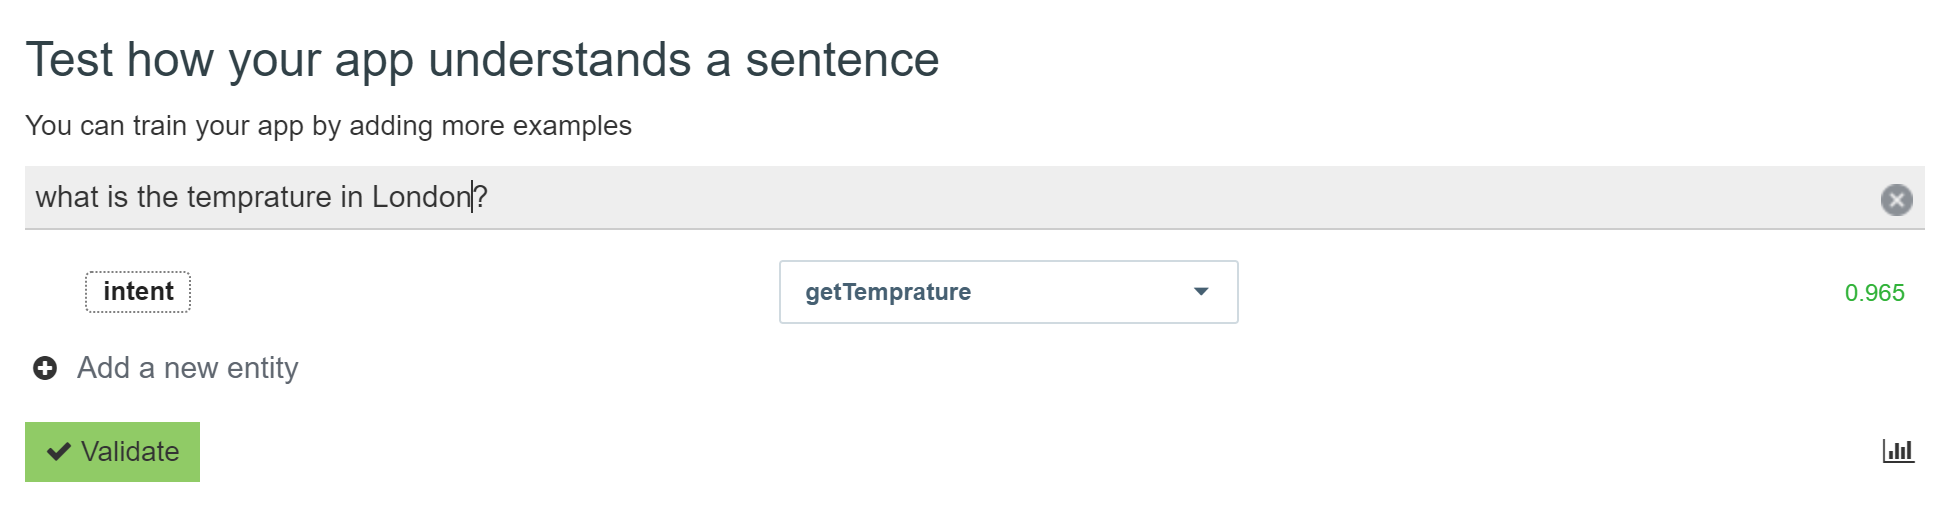 Test how your app understands a sentence
You can train your app by adding more examples
what is the temprature in London?
intent
getTemprature
0.965
Add a new entity
Validate